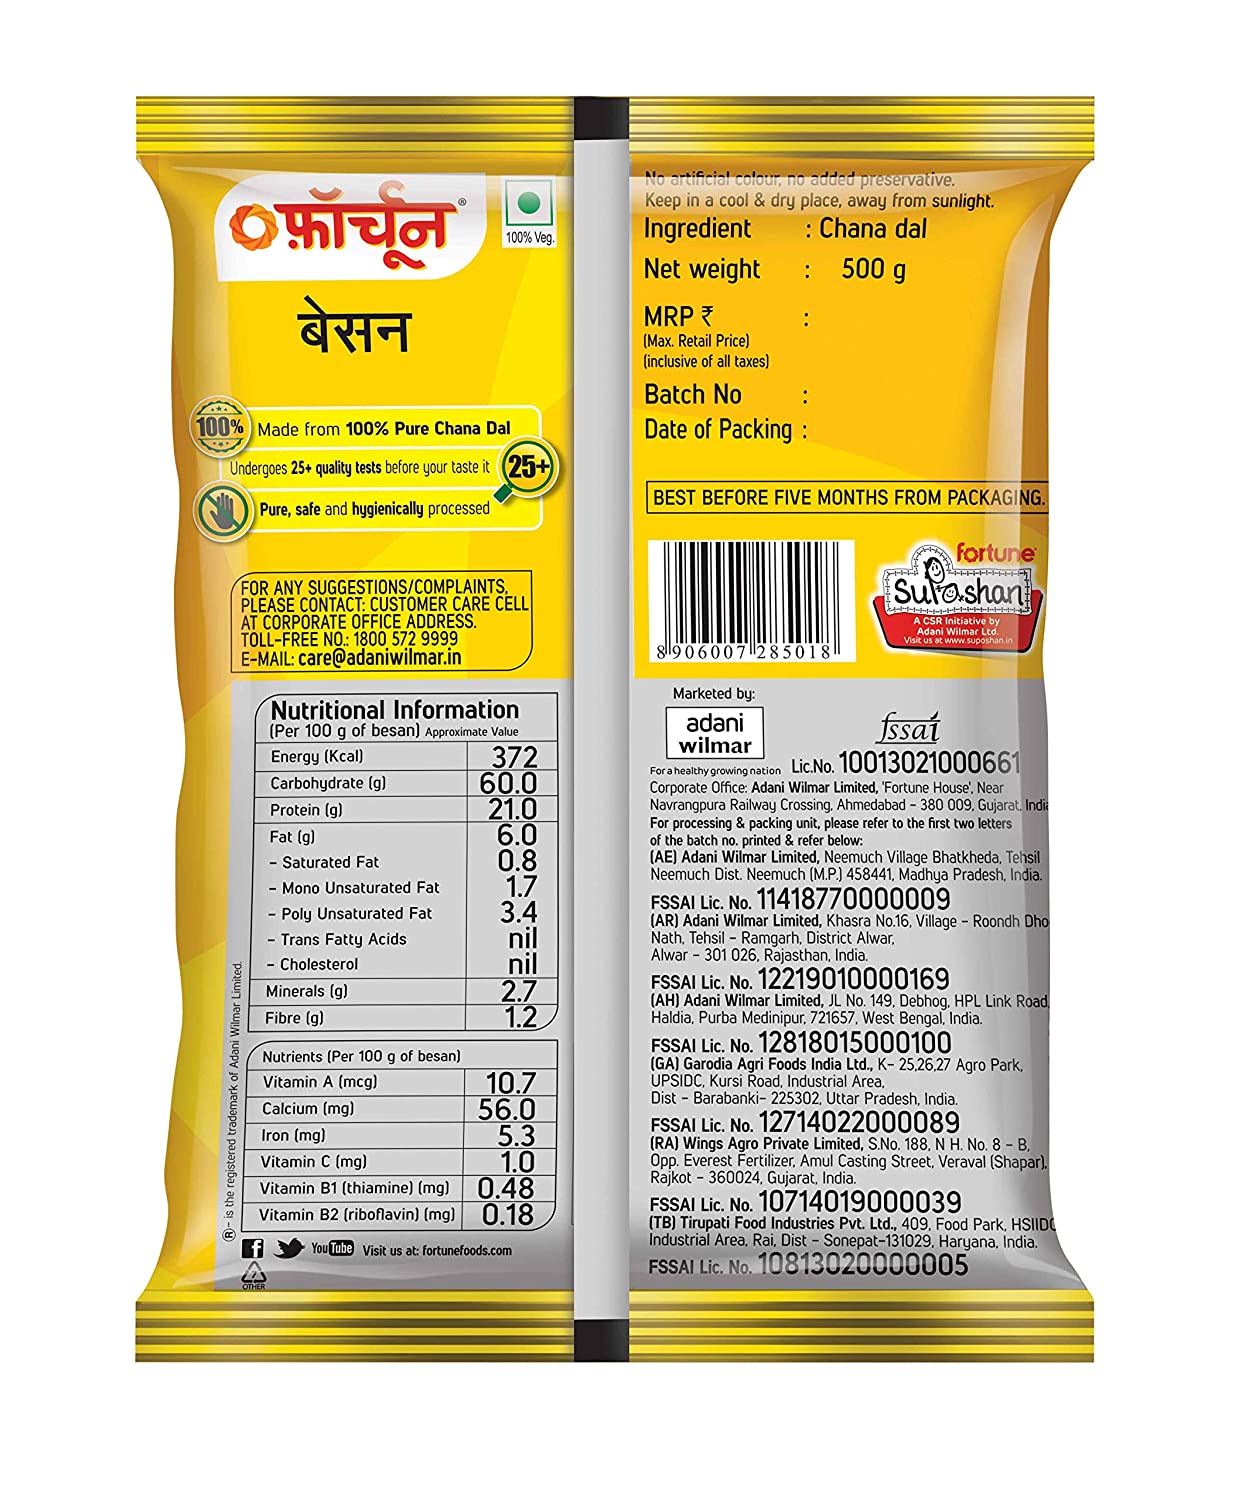 फ़ॉर्चून®
100% Veg.
बेसन
100%
Made from 100% Pure Chana Dal
Undergoes 25+ quality tests before your taste it
25+
Pure, safe and hygienically processed
FOR ANY SUGGESTIONS/COMPLAINTS,
PLEASE CONTACT: CUSTOMER CARE CELL
AT CORPORATE OFFICE ADDRESS.
TOLL-FREE NO.: 1800 572 9999
E-MAIL: care@adaniwilmar.in
Nutritional Information
(Per 100 g of besan) Approximate Value
Energy (Kcal) 372
Carbohydrate (g) 60.0
Protein (g) 21.0
Fat (g) 6.0
- Saturated Fat 0.8
- Mono Unsaturated Fat 1.7
- Poly Unsaturated Fat 3.4
- Trans Fatty Acids nil
- Cholesterol nil
Minerals (g) 2.7
Fibre (g) 1.2
Nutrients (Per 100 g of besan)
Vitamin A (mcg) 10.7
Calcium (mg) 56.0
Iron (mg) 5.3
Vitamin C (mg) 1.0
Vitamin B1 (thiamine) (mg) 0.48
Vitamin B2 (riboflavin) (mg) 0.18
®- is the registered trademark of Adani Wilmar Limited.
f YouTube Visit us at: fortunefoods.com
7
OTHER
No artificial colour, no added preservative.
Keep in a cool & dry place, away from sunlight.
Ingredient : Chana dal
Net weight : 500 g
MRP ₹ :
(Max. Retail Price)
(inclusive of all taxes)
Batch No :
Date of Packing :
BEST BEFORE FIVE MONTHS FROM PACKAGING.
8 906007 285018
fortune
SuPoshan
A CSR Initiative by
Adani Wilmar Ltd.
Visit us at www.suposhan.in
Marketed by:
adani
wilmar
For a healthy growing nation
fssai
Lic.No. 10013021000661
Corporate Office: Adani Wilmar Limited, 'Fortune House', Near
Navrangpura Railway Crossing, Ahmedabad - 380 009, Gujarat, India
For processing & packing unit, please refer to the first two letters
of the batch no. printed & refer below:
(AE) Adani Wilmar Limited, Neemuch Village Bhatkheda, Tehsil
Neemuch Dist. Neemuch (M.P.) 458441, Madhya Pradesh, India.
FSSAI Lic. No. 11418770000009
(AR) Adani Wilmar Limited, Khasra No.16, Village - Roondh Dho
Nath, Tehsil - Ramgarh, District Alwar,
Alwar - 301 026, Rajasthan, India.
FSSAI Lic. No. 12219010000169
(AH) Adani Wilmar Limited, JL No. 149, Debhog, HPL Link Road,
Haldia, Purba Medinipur, 721657, West Bengal, India.
FSSAI Lic. No. 12818015000100
(GA) Garodia Agri Foods India Ltd., K- 25,26,27 Agro Park,
UPSIDC, Kursi Road, Industrial Area,
Dist - Barabanki- 225302, Uttar Pradesh, India.
FSSAI Lic. No. 12714022000089
(RA) Wings Agro Private Limited, S.No. 188, N H. No. 8 - B,
Opp. Everest Fertilizer, Amul Casting Street, Veraval (Shapar),
Rajkot - 360024, Gujarat, India.
FSSAI Lic. No. 10714019000039
(TB) Tirupati Food Industries Pvt. Ltd., 409, Food Park, HSIIDC
Industrial Area, Rai, Dist - Sonepat-131029, Haryana, India.
FSSAI Lic. No. 10813020000005